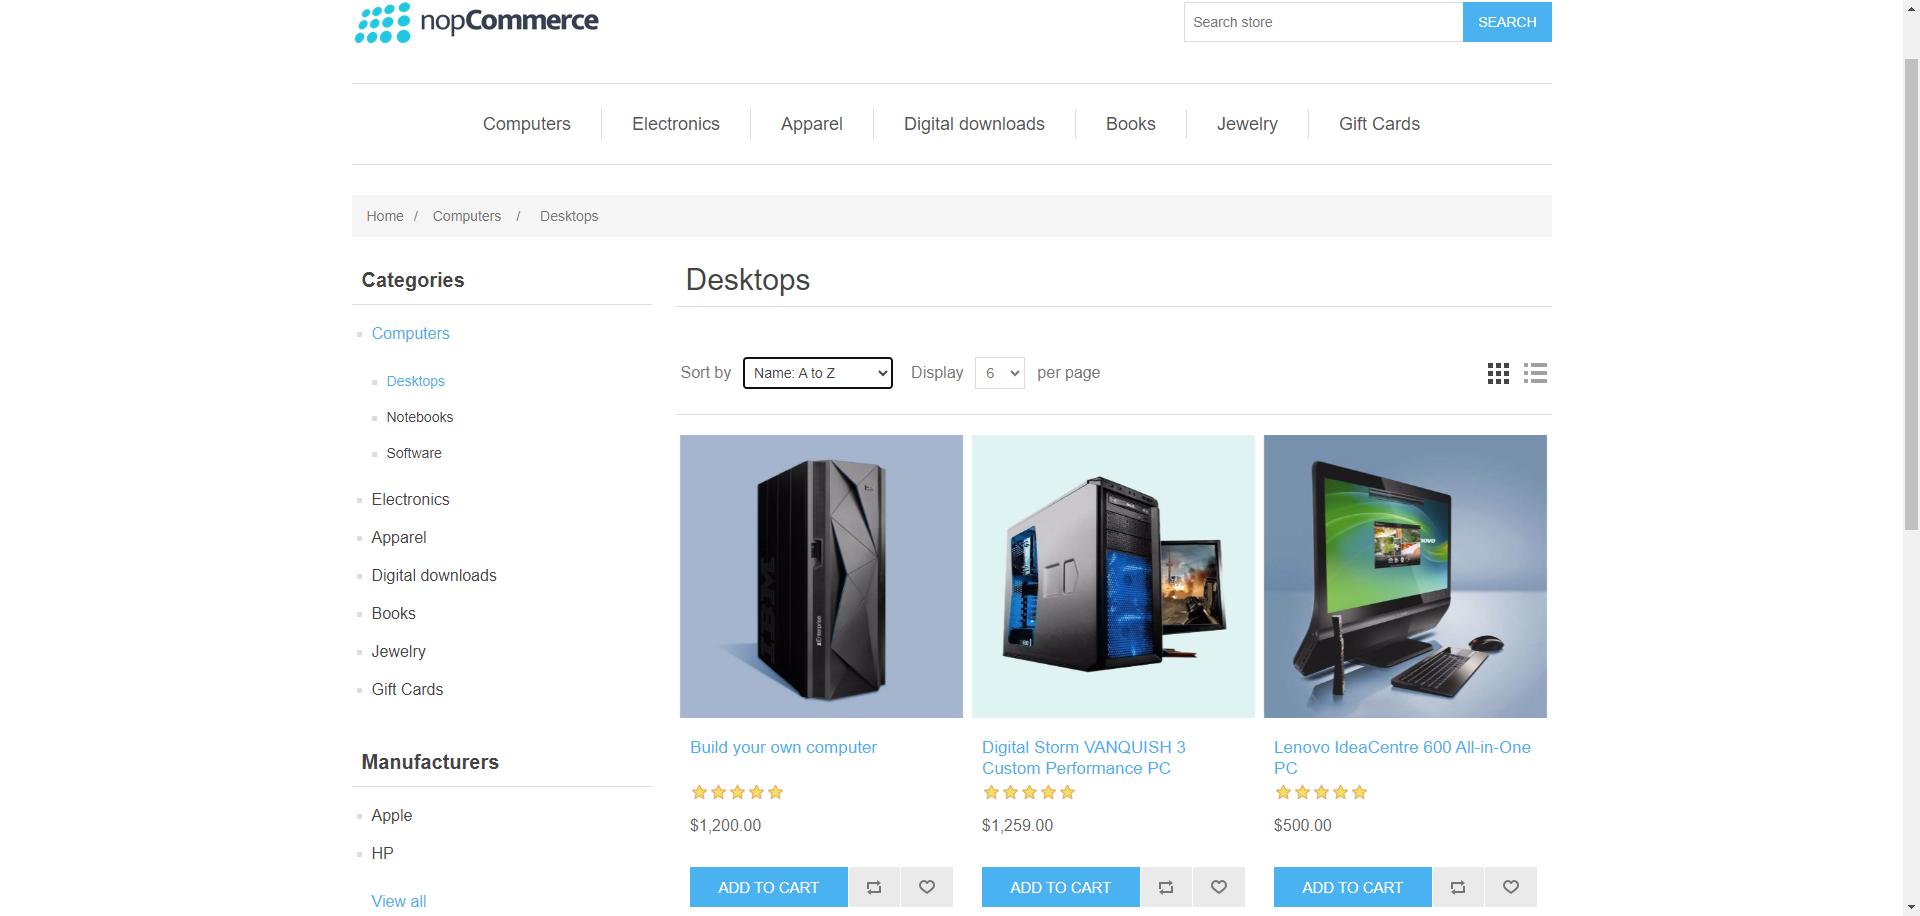 nopCommerce
Search store
SEARCH
Computers
Electronics
Apparel
Digital downloads
Books
Jewelry
Gift Cards
Home / Computers / Desktops
Categories
Computers
Desktops
Notebooks
Software
Electronics
Apparel
Digital downloads
Books
Jewelry
Gift Cards
Manufacturers
Apple
HP
View all
Desktops
Sort by Name: A to Z Display 6 per page
IBM
Build your own computer
$1,200.00
ADD TO CART
Digital Storm VANQUISH 3
Custom Performance PC
$1,259.00
ADD TO CART
Lenovo IdeaCentre 600 All-in-One
PC
$500.00
ADD TO CART